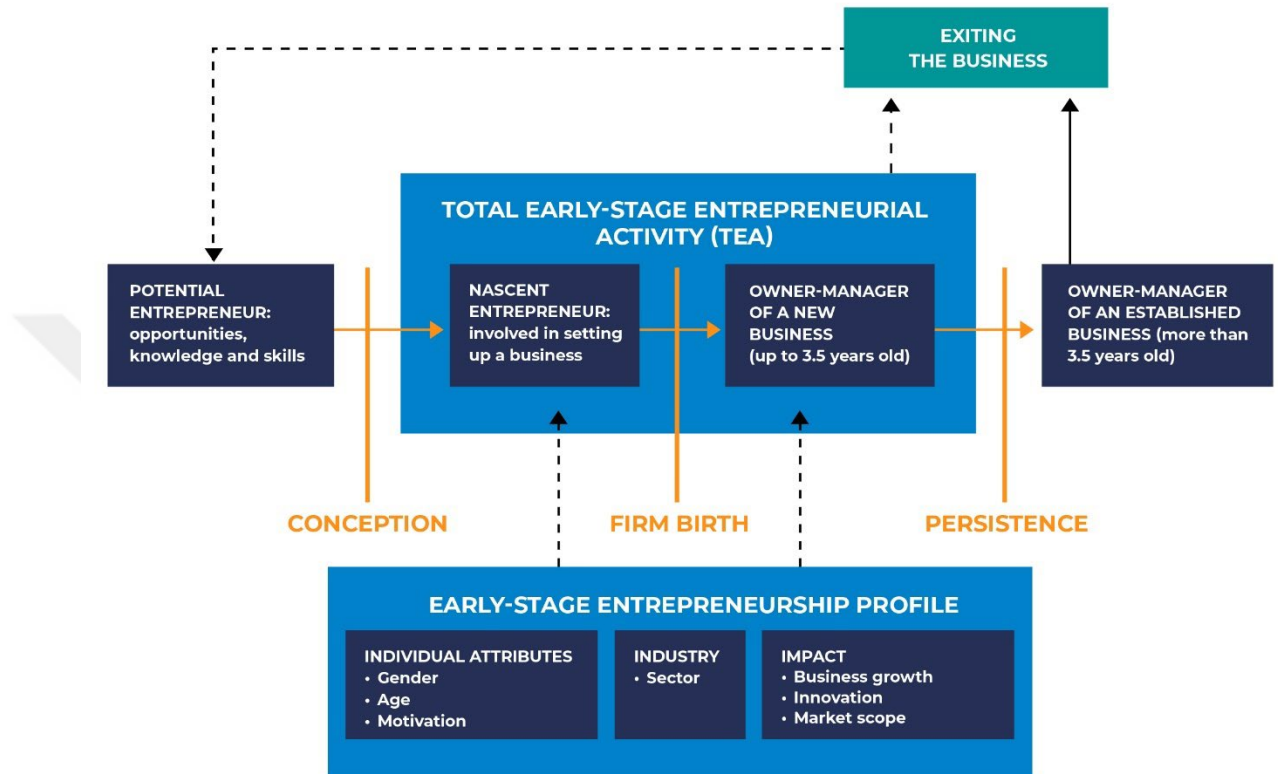 EXITING
THE BUSINESS
TOTAL EARLY-STAGE ENTREPRENEURIAL
ACTIVITY (TEA)
POTENTIAL
ENTREPRENEUR:
opportunities,
knowledge and skills
NASCENT
ENTREPRENEUR:
involved in setting
up a business
OWNER-MANAGER
OF A NEW
BUSINESS
(up to 3.5 years old)
OWNER-MANAGER
OF AN ESTABLISHED
BUSINESS (more than
3.5 years old)
CONCEPTION
FIRM BIRTH
PERSISTENCE
EARLY-STAGE ENTREPRENEURSHIP PROFILE
INDIVIDUAL ATTRIBUTES
• Gender
• Age
• Motivation
INDUSTRY
• Sector
IMPACT
• Business growth
• Innovation
• Market scope